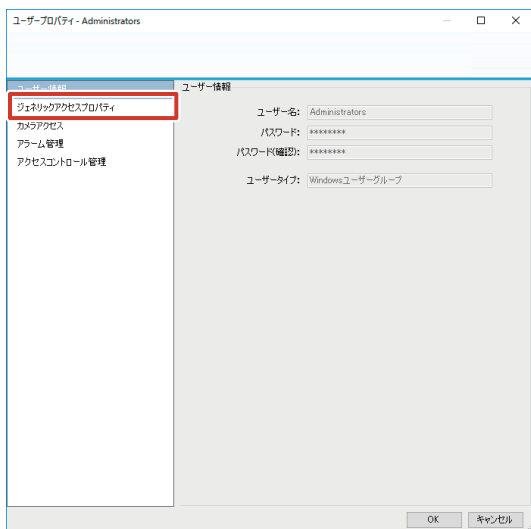 ユーザープロパティ - Administrators
ユーザー情報
ジェネリックアクセスプロパティ
カメラアクセス
アラーム管理
アクセスコントロール管理
ユーザー情報
ユーザー名: Administrators
パスワード: ********
パスワード(確認): ********
ユーザータイプ: Windowsユーザーグループ
OK キャンセル